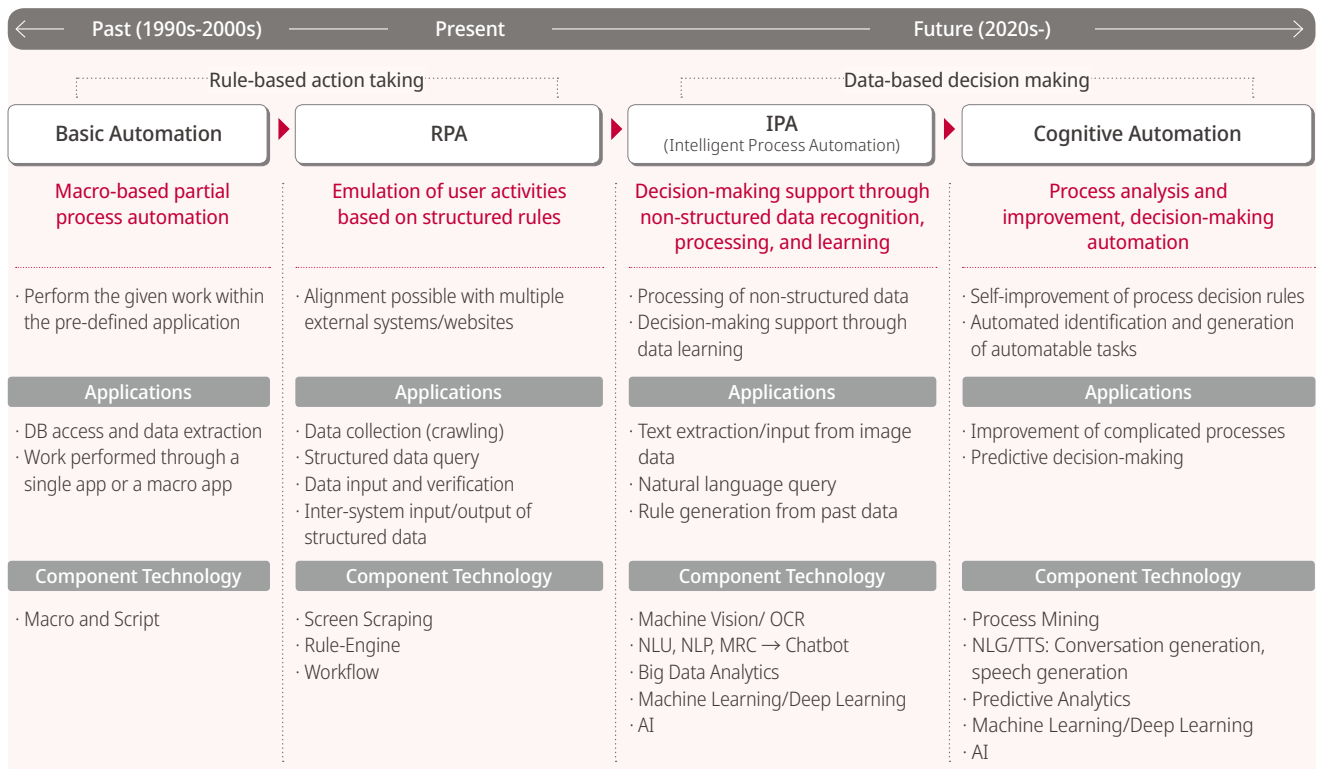 Past (1990s-2000s)
Present
Future (2020s-)
Rule-based action taking
Data-based decision making
Basic Automation
RPA
IPA
(Intelligent Process Automation)
Cognitive Automation
Macro-based partial
process automation
Emulation of user activities
based on structured rules
Decision-making support through
non-structured data recognition,
processing, and learning
Process analysis and
improvement, decision-making
automation
· Perform the given work within
the pre-defined application
· Alignment possible with multiple
external systems/websites
· Processing of non-structured data
· Decision-making support through
data learning
· Self-improvement of process decision rules
· Automated identification and generation
of automatable tasks
Applications
Applications
Applications
Applications
· DB access and data extraction
· Work performed through a
single app or a macro app
· Data collection (crawling)
· Structured data query
· Data input and verification
· Inter-system input/output of
structured data
· Text extraction/input from image
data
· Natural language query
· Rule generation from past data
· Improvement of complicated processes
· Predictive decision-making
Component Technology
Component Technology
Component Technology
Component Technology
· Macro and Script
· Screen Scraping
· Rule-Engine
· Workflow
· Machine Vision/ OCR
· NLU, NLP, MRC → Chatbot
· Big Data Analytics
· Machine Learning/Deep Learning
· AI
· Process Mining
· NLG/TTS: Conversation generation,
speech generation
· Predictive Analytics
· Machine Learning/Deep Learning
· AI